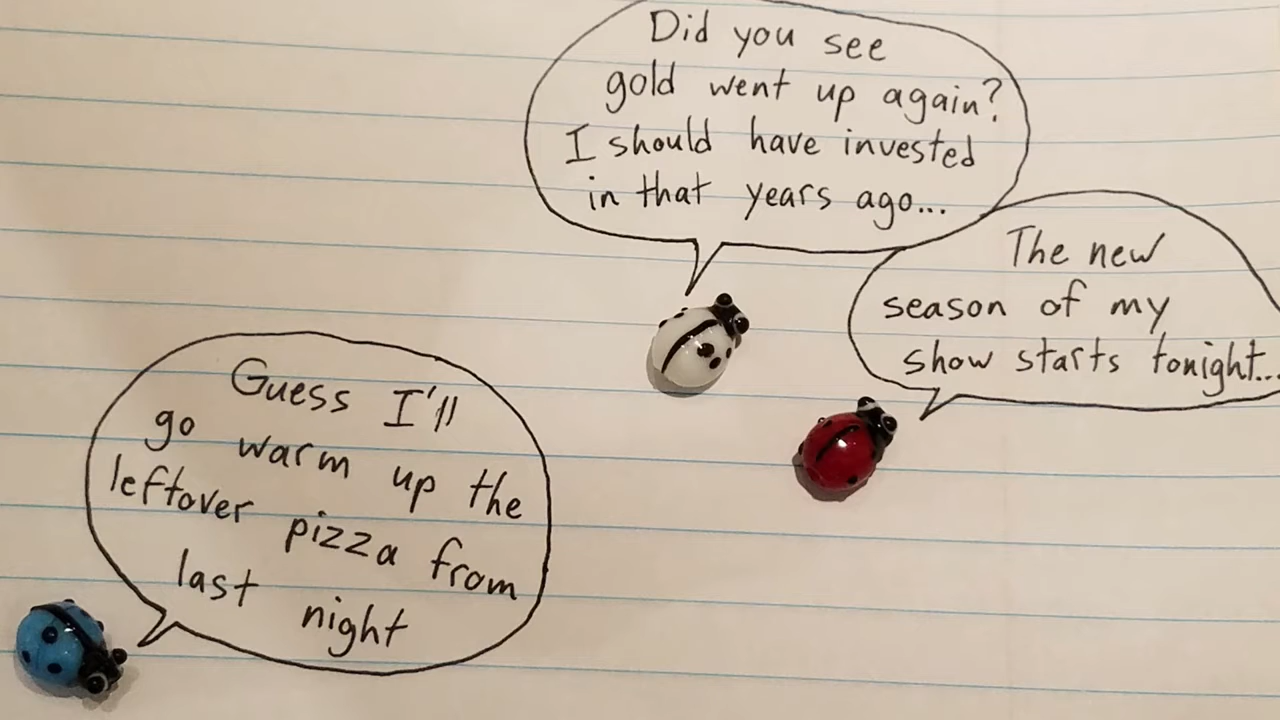 Did you see
gold went up again?
I should have invested
in that years ago...
The new
season of my
show starts tonight...
Guess I'll
go warm up the
leftover pizza from
last night